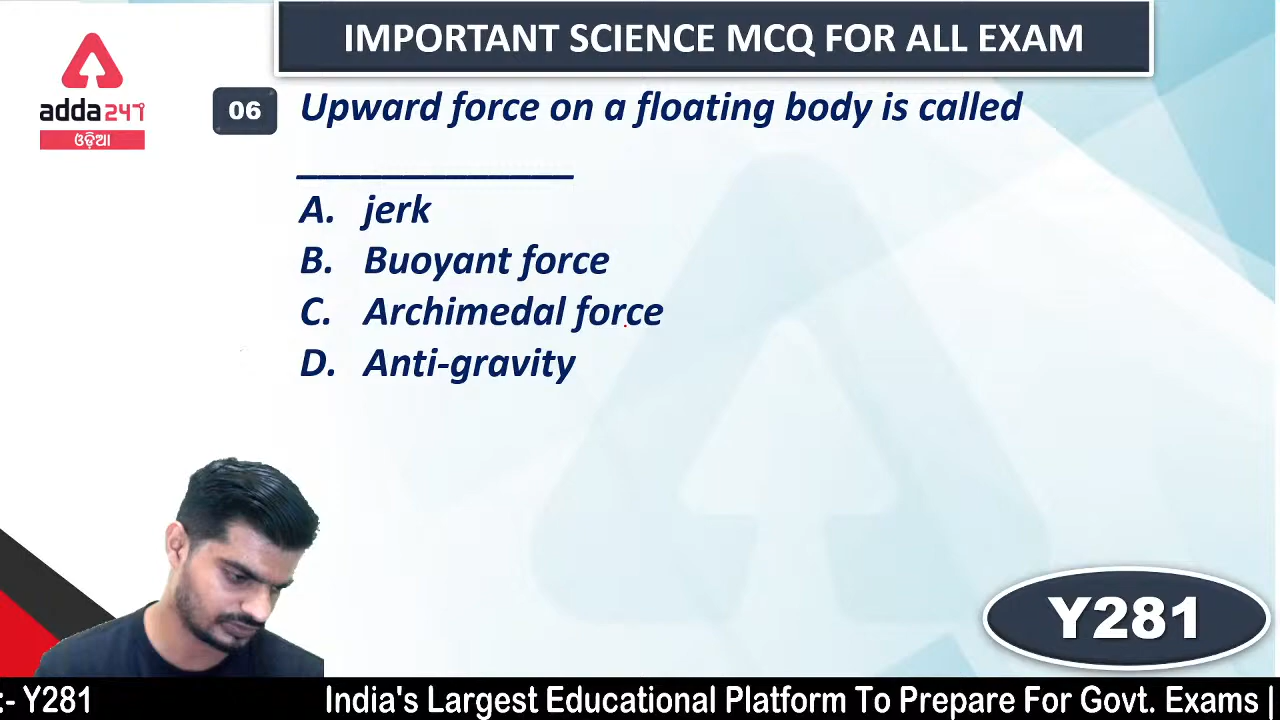 IMPORTANT SCIENCE MCQ FOR ALL EXAM
adda247
ଓଡ଼ିଆ
06 Upward force on a floating body is called
_____________
A. jerk
B. Buoyant force
C. Archimedal force
D. Anti-gravity
Y281
:- Y281 India's Largest Educational Platform To Prepare For Govt. Exams |